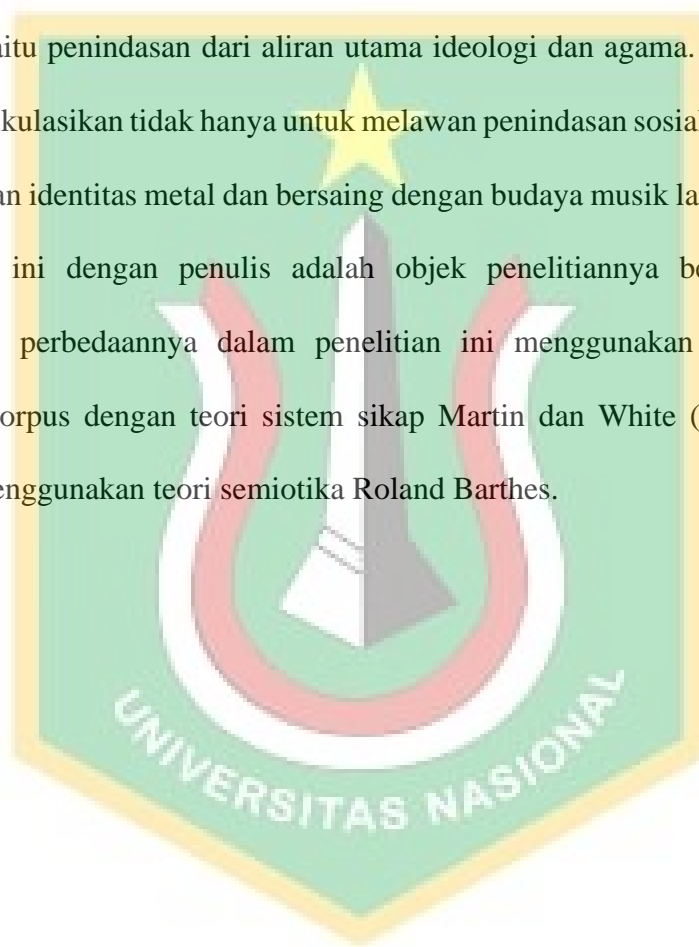 itu penindasan dari aliran utama ideologi dan agama.
kulasikan tidak hanya untuk melawan penindasan sosial
an identitas metal dan bersaing dengan budaya musik la
ini dengan penulis adalah objek penelitiannya be
perbedaannya dalam penelitian ini menggunakan
orpus dengan teori sistem sikap Martin dan White (
enggunakan teori semiotika Roland Barthes.
UNIVERSITAS NASIONAL